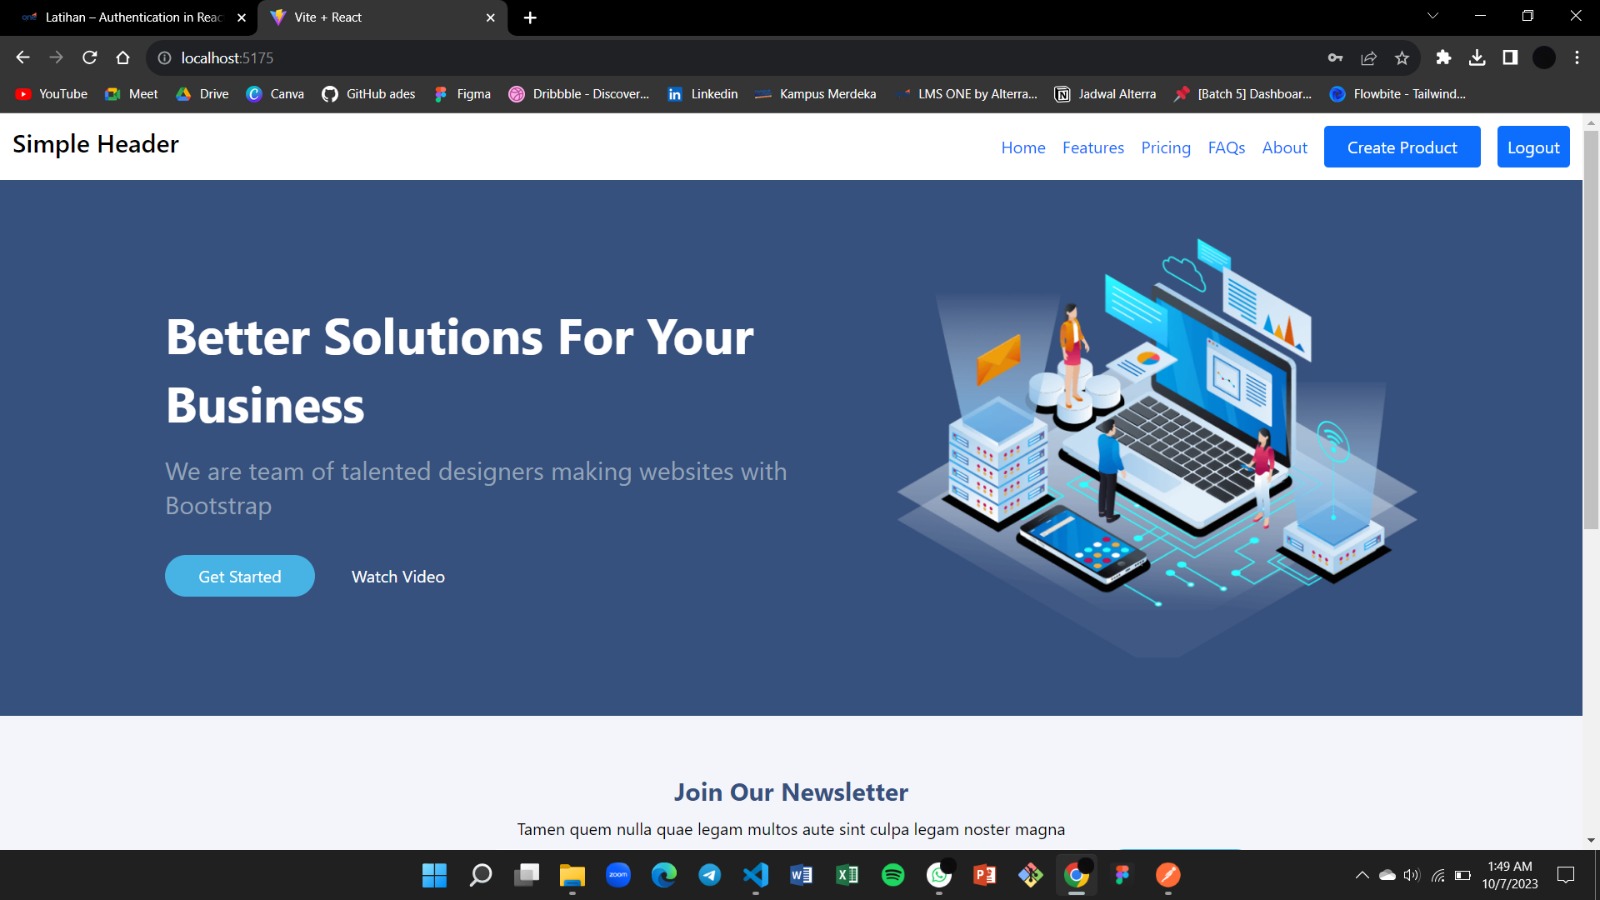 Latihan – Authentication in Reac
Vite + React
localhost:5175
YouTube
Meet
Drive
Canva
GitHub ades
Figma
Dribbble - Discover...
Linkedin
Kampus Merdeka
LMS ONE by Alterra...
Jadwal Alterra
[Batch 5] Dashboar...
Flowbite - Tailwind...
Simple Header
Home
Features
Pricing
FAQs
About
Create Product
Logout
Better Solutions For Your
Business
We are team of talented designers making websites with
Bootstrap
Get Started
Watch Video
Join Our Newsletter
Tamen quem nulla quae legam multos aute sint culpa legam noster magna
zoom
1:49 AM
10/7/2023